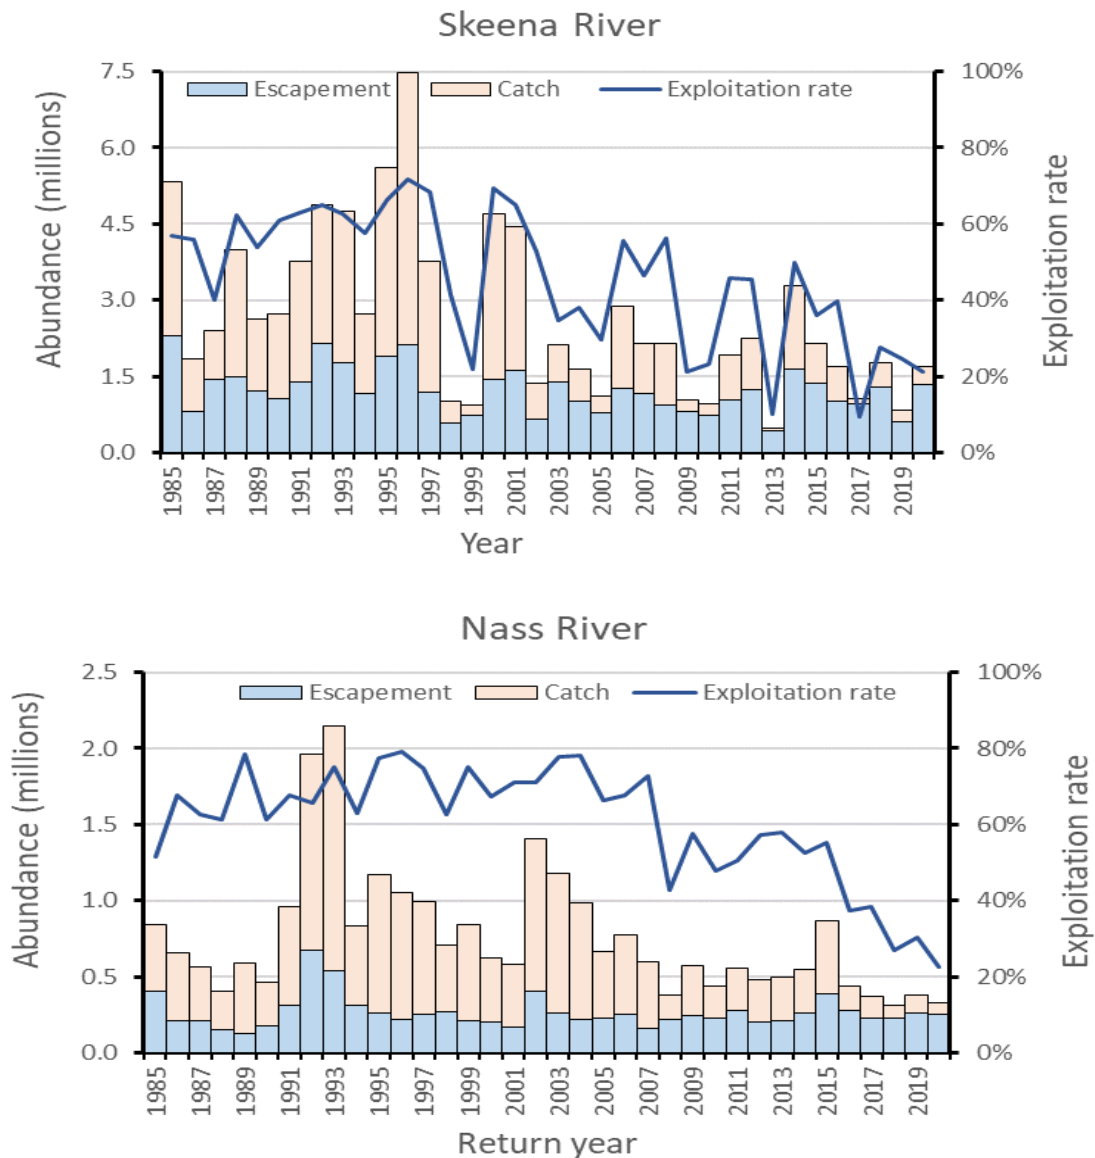 Skeena River
Escapement Catch Exploitation rate
Abundance (millions)
7.5
6.0
4.5
3.0
1.5
0.0
100%
80%
60%
40%
20%
0%
Exploitation rate
1985 1987 1989 1991 1993 1995 1997 1999 2001 2003 2005 2007 2009 2011 2013 2015 2017 2019
Year
Nass River
Escapement Catch Exploitation rate
Abundance (millions)
2.5
2.0
1.5
1.0
0.5
0.0
100%
80%
60%
40%
20%
0%
Exploitation rate
1985 1987 1989 1991 1993 1995 1997 1999 2001 2003 2005 2007 2009 2011 2013 2015 2017 2019
Return year